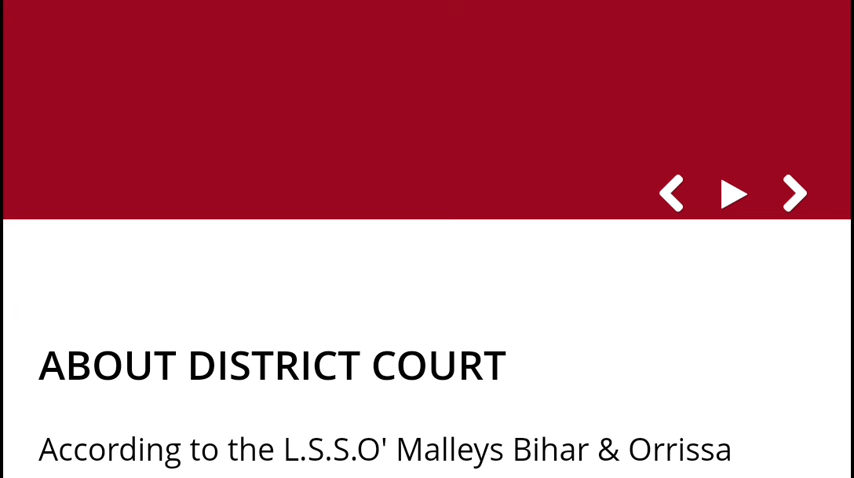 ABOUT DISTRICT COURT
According to the L.S.S.O' Malleys Bihar & Orrissa